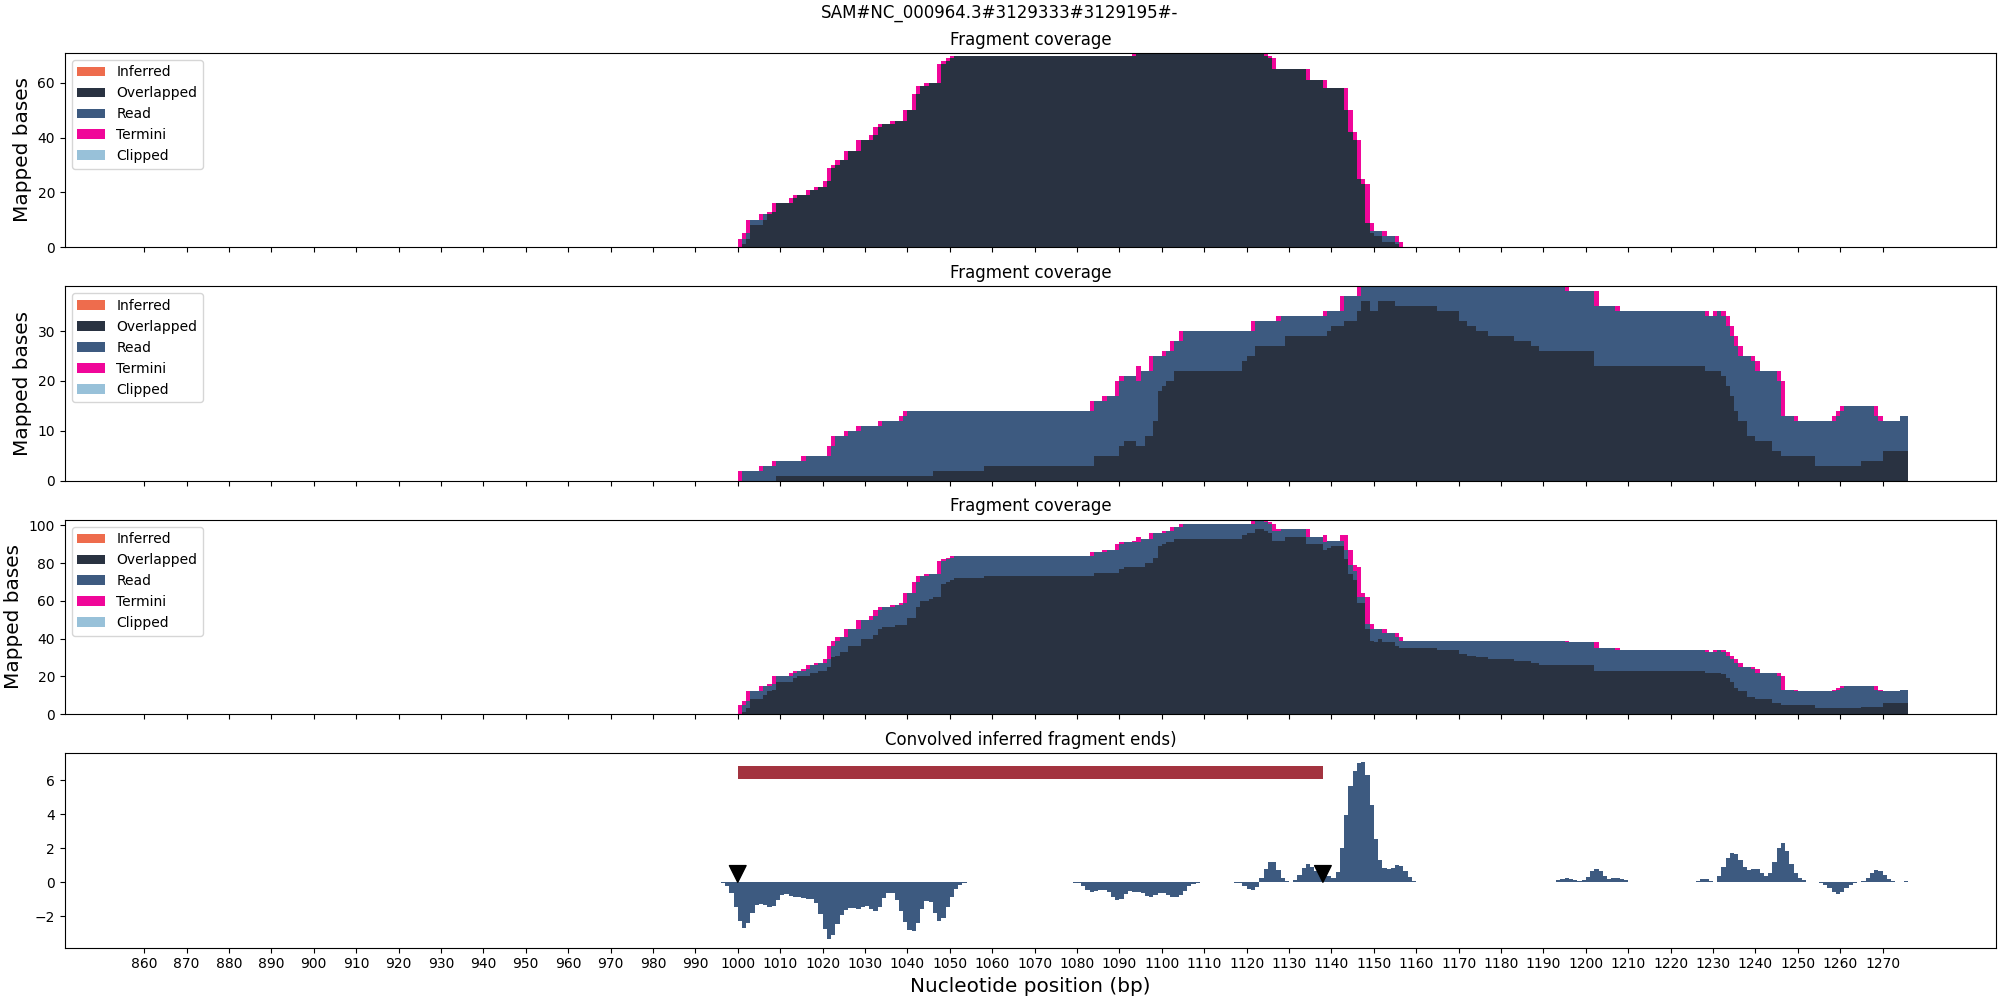 SAM#NC_000964.3#3129333#3129195#-
Fragment coverage
Mapped bases
60
40
20
0
Inferred
Overlapped
Read
Termini
Clipped
Fragment coverage
Mapped bases
30
20
10
0
Inferred
Overlapped
Read
Termini
Clipped
Fragment coverage
Mapped bases
100
80
60
40
20
0
Inferred
Overlapped
Read
Termini
Clipped
Convolved inferred fragment ends)
6
4
2
0
−2
860 870 880 890 900 910 920 930 940 950 960 970 980 990 1000 1010 1020 1030 1040 1050 1060 1070 1080 1090 1100 1110 1120 1130 1140 1150 1160 1170 1180 1190 1200 1210 1220 1230 1240 1250 1260 1270
Nucleotide position (bp)